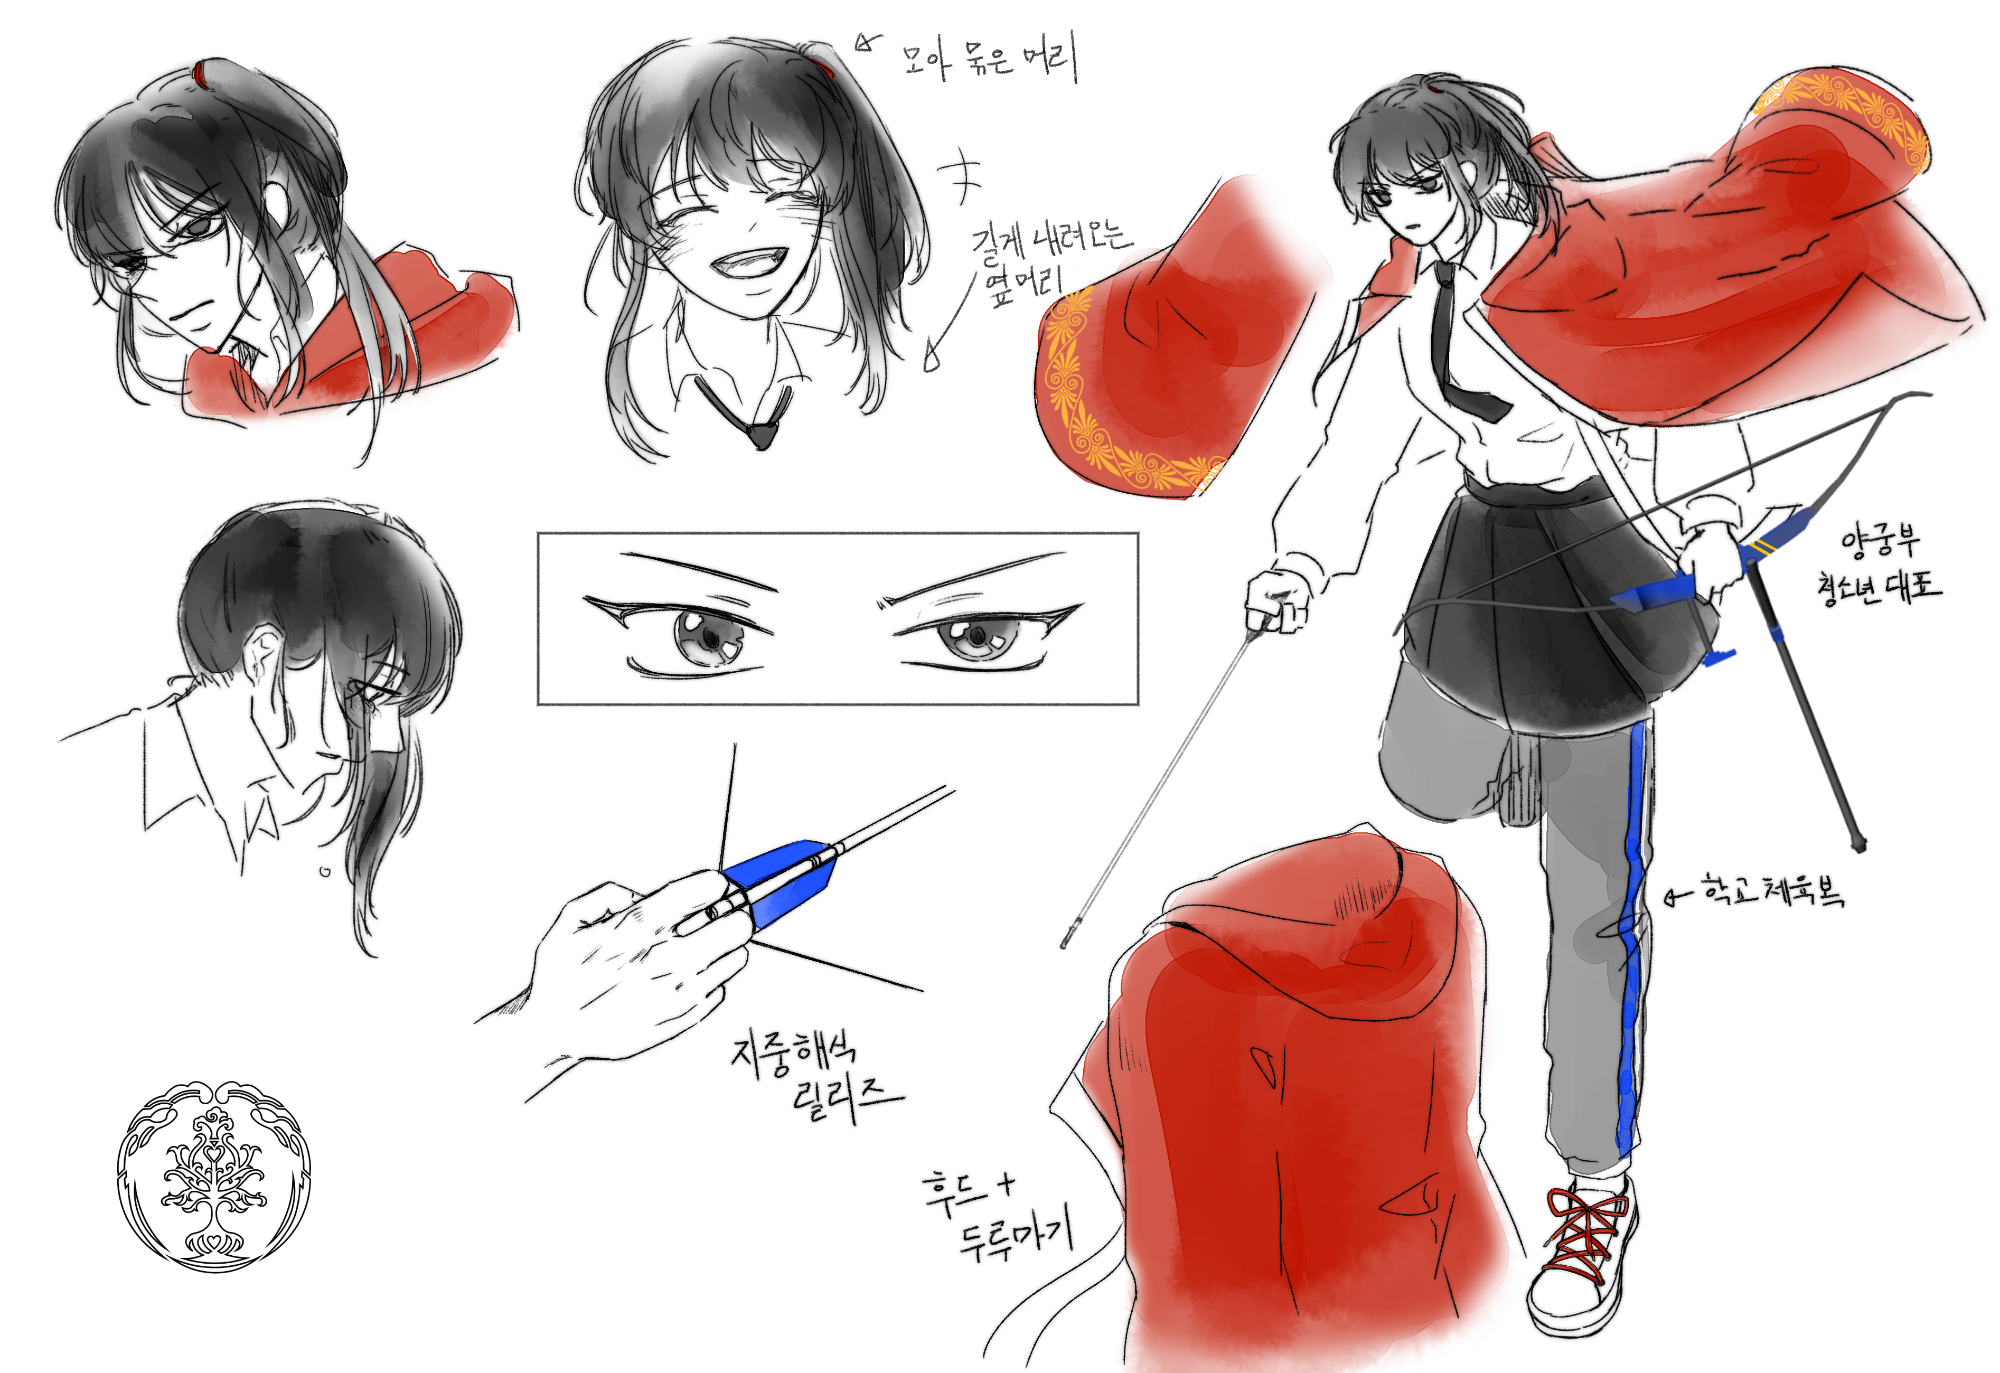 모아 묶은 머리
길게 내려오는
옆머리
양궁부
청소년 대표
학교 체육복
지중해식
릴리즈
후드 +
두루마기